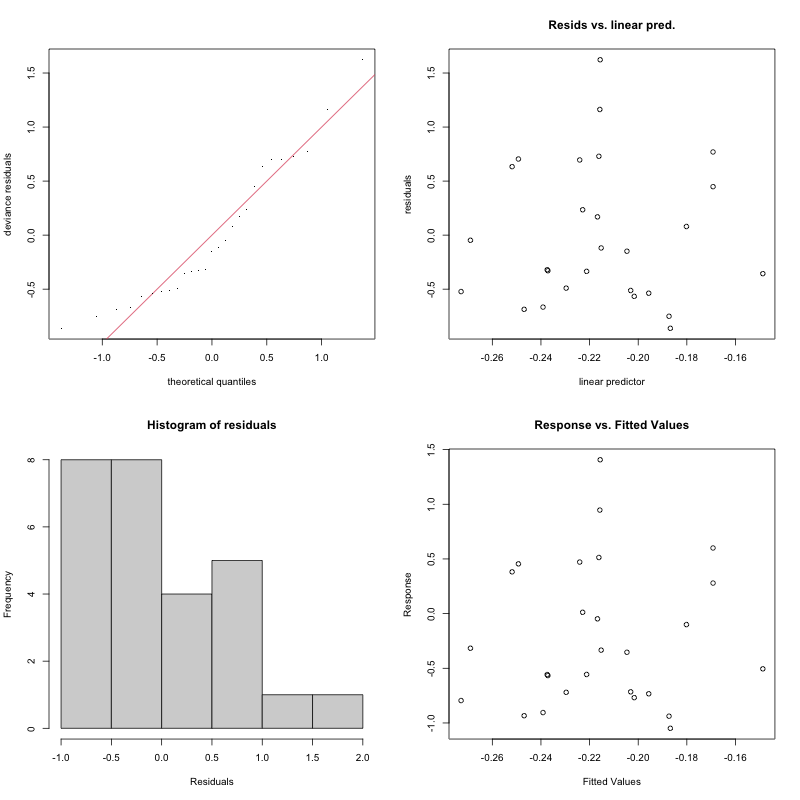 1.5
1.0
0.5
0.0
-0.5
deviance residuals
-1.0 -0.5 0.0 0.5 1.0
theoretical quantiles
Resids vs. linear pred.
1.5
1.0
0.5
0.0
-0.5
residuals
-0.26 -0.24 -0.22 -0.20 -0.18 -0.16
linear predictor
Histogram of residuals
8
6
4
2
0
Frequency
-1.0 -0.5 0.0 0.5 1.0 1.5 2.0
Residuals
Response vs. Fitted Values
1.5
1.0
0.5
0.0
-0.5
-1.0
Response
-0.26 -0.24 -0.22 -0.20 -0.18 -0.16
Fitted Values